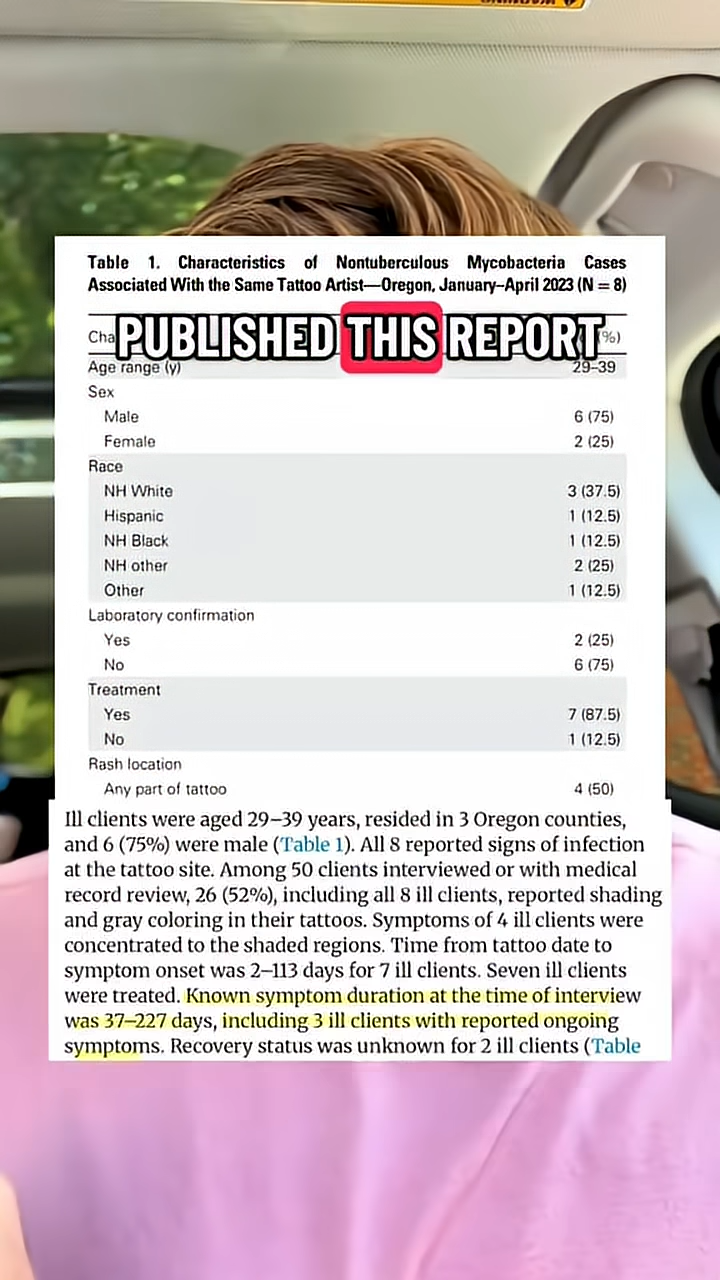 Table 1. Characteristics of Nontuberculous Mycobacteria Cases
Associated With the Same Tattoo Artist—Oregon, January–April 2023 (N = 8)
PUBLISHED THIS REPORT
Cha
(%)
Age range (y) 29–39
Sex
Male 6 (75)
Female 2 (25)
Race
NH White 3 (37.5)
Hispanic 1 (12.5)
NH Black 1 (12.5)
NH other 2 (25)
Other 1 (12.5)
Laboratory confirmation
Yes 2 (25)
No 6 (75)
Treatment
Yes 7 (87.5)
No 1 (12.5)
Rash location
Any part of tattoo 4 (50)
Ill clients were aged 29–39 years, resided in 3 Oregon counties,
and 6 (75%) were male (Table 1). All 8 reported signs of infection
at the tattoo site. Among 50 clients interviewed or with medical
record review, 26 (52%), including all 8 ill clients, reported shading
and gray coloring in their tattoos. Symptoms of 4 ill clients were
concentrated to the shaded regions. Time from tattoo date to
symptom onset was 2–113 days for 7 ill clients. Seven ill clients
were treated. Known symptom duration at the time of interview
was 37–227 days, including 3 ill clients with reported ongoing
symptoms. Recovery status was unknown for 2 ill clients (Table